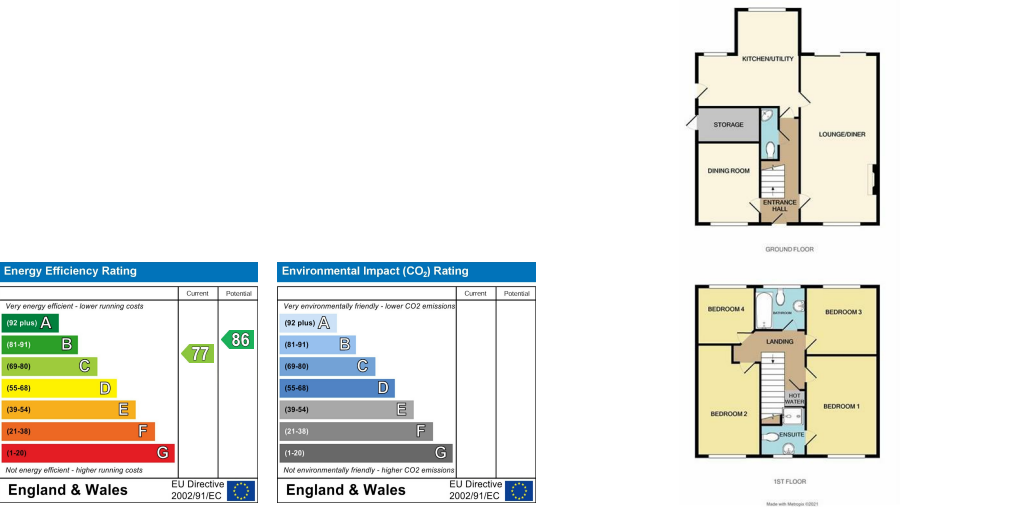 Energy Efficiency Rating
Current Potential
Very energy efficient - lower running costs
(92 plus) A
(81-91) B
(69-80) C
(55-68) D
(39-54) E
(21-38) F
(1-20) G
77
86
Not energy efficient - higher running costs
England & Wales
EU Directive
2002/91/EC
Environmental Impact (CO₂) Rating
Current Potential
Very environmentally friendly - lower CO2 emissions
(92 plus) A
(81-91) B
(69-80) C
(55-68) D
(39-54) E
(21-38) F
(1-20) G
Not environmentally friendly - higher CO2 emissions
England & Wales
EU Directive
2002/91/EC
KITCHEN/UTILITY
STORAGE
LOUNGE/DINER
DINING ROOM
ENTRANCE
HALL
GROUND FLOOR
BEDROOM 4
BATHROOM
BEDROOM 3
LANDING
HOT
WATER
BEDROOM 2
BEDROOM 1
ENSUITE
1ST FLOOR
Made with Metropix ©2021